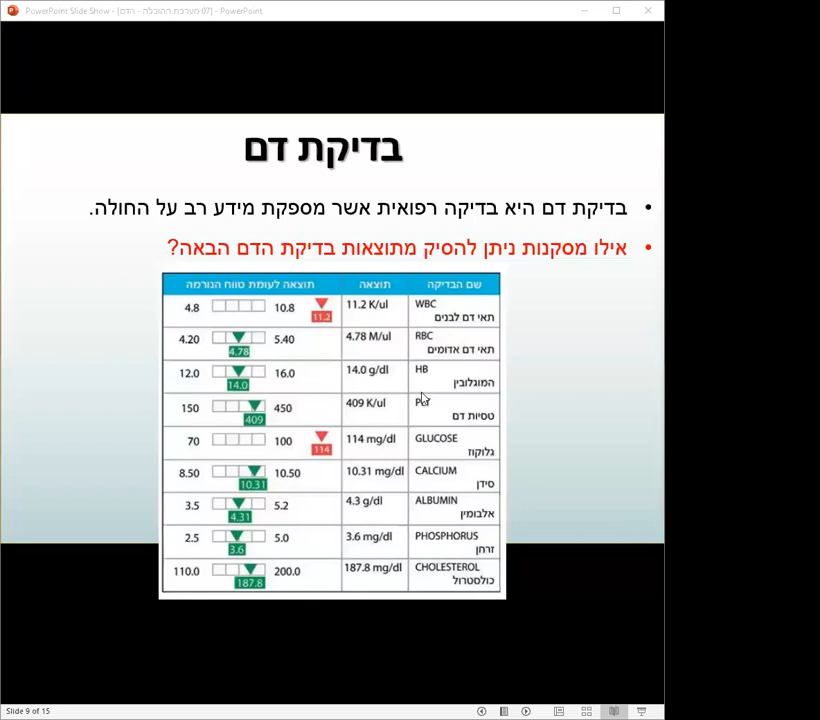 PowerPoint Slide Show - [07-מערכת ההובלה - הדם] - PowerPoint
בדיקת דם
• בדיקת דם היא בדיקה רפואית אשר מספקת מידע רב על החולה.
• אילו מסקנות ניתן להסיק מתוצאות בדיקת הדם הבאה?
שם הבדיקה תוצאה תוצאה לעומת טווח הנורמה
WBC 11.2 K/ul 10.8 4.8
תאי דם לבנים 11.2
RBC 4.78 M/ul 5.40 4.20
תאי דם אדומים 4.78
HB 14.0 g/dl 16.0 12.0
המוגלובין 14.0
409 K/ul 450 150
טסיות דם 409
GLUCOSE 114 mg/dl 100 70
גלוקוז 114
CALCIUM 10.31 mg/dl 10.50 8.50
סידן 10.31
ALBUMIN 4.3 g/dl 5.2 3.5
אלבומין 4.31
PHOSPHORUS 3.6 mg/dl 5.0 2.5
זרחן 3.6
CHOLESTEROL 187.8 mg/dl 200.0 110.0
כולסטרול 187.8
Slide 9 of 15